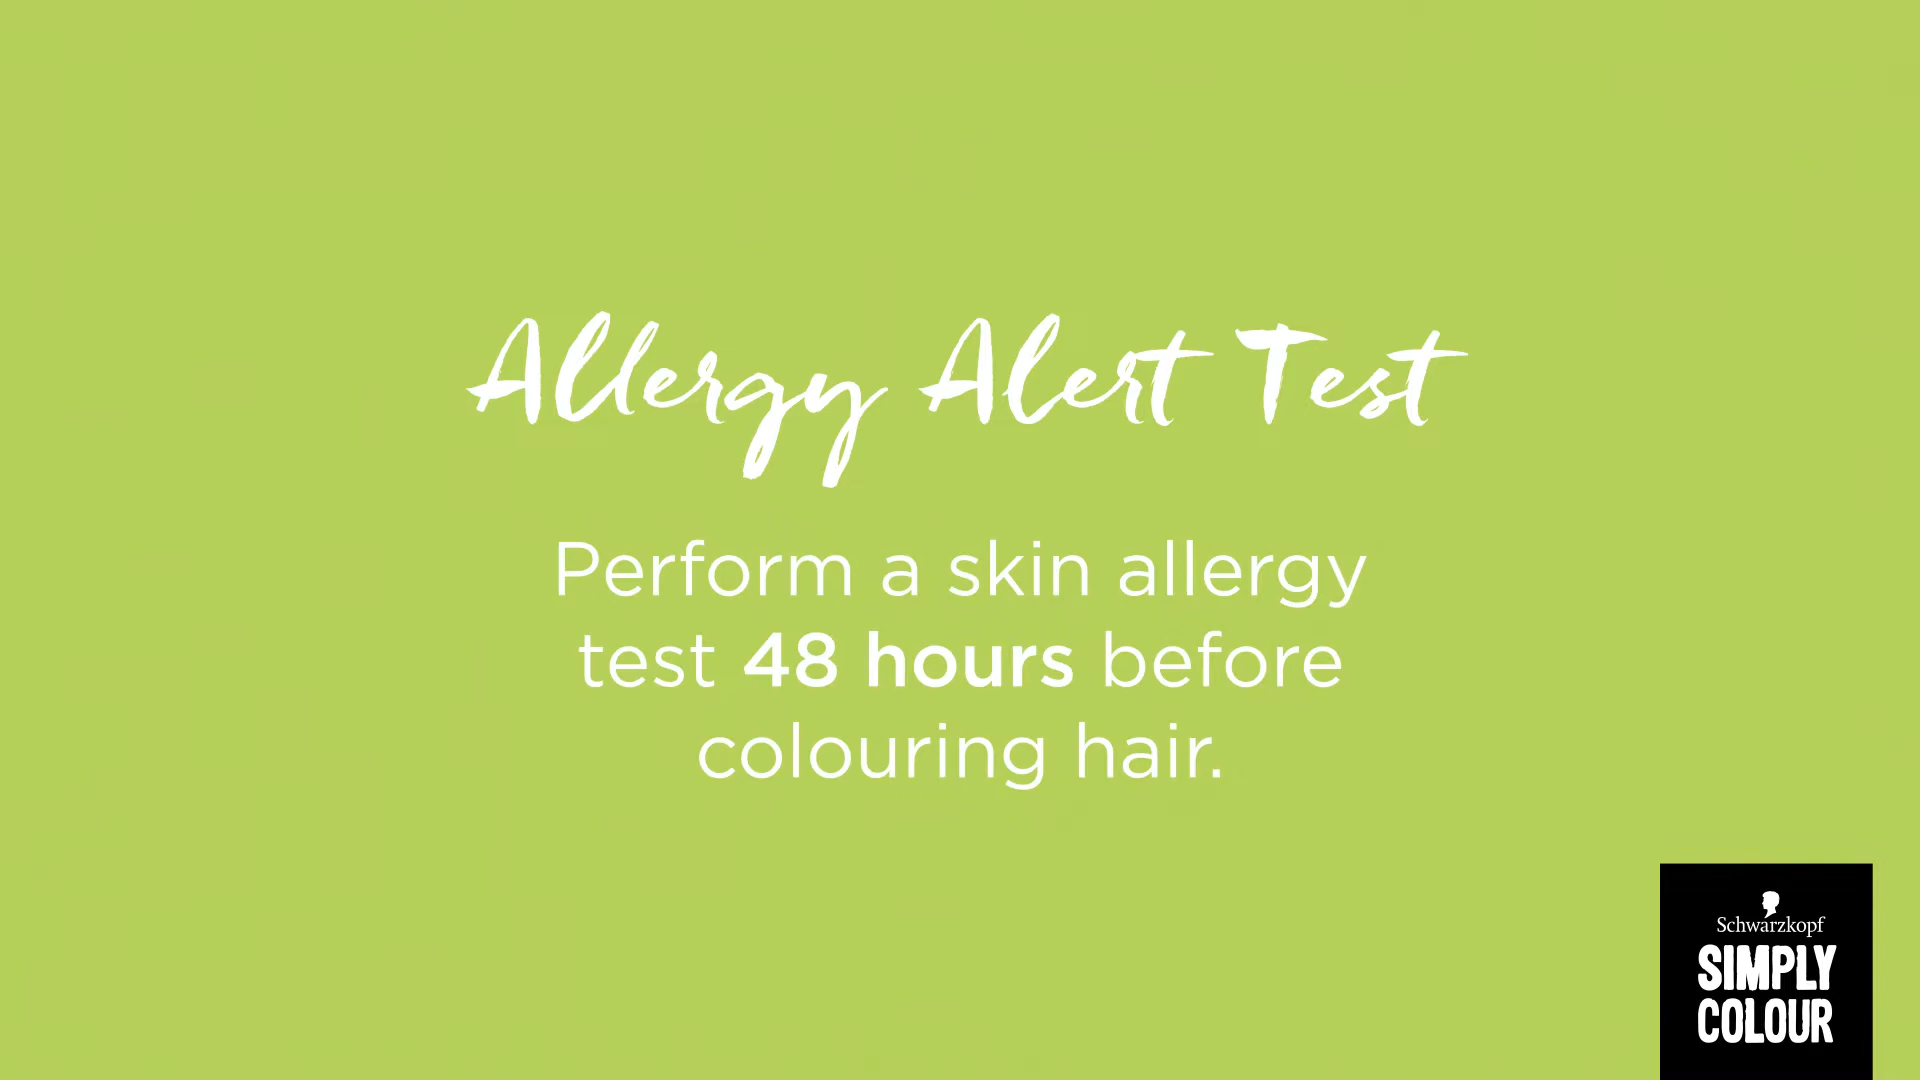 Allergy Alert Test
Perform a skin allergy
test 48 hours before
colouring hair.
Schwarzkopf
SIMPLY
COLOUR